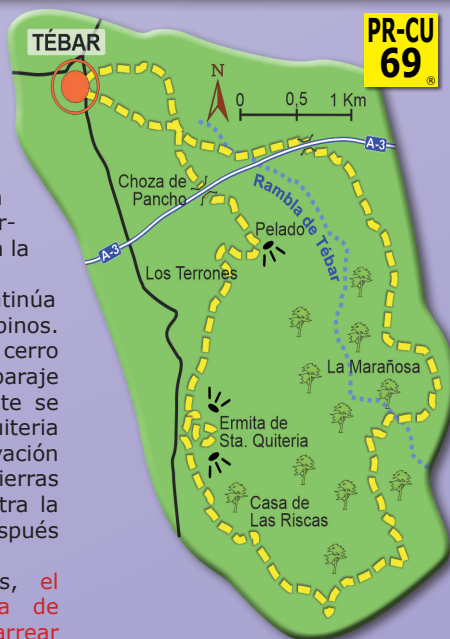 TÉBAR
PR-CU
69
®
N
0 0,5 1 Km
A-3
Choza de
Pancho
Rambla de Tébar
Pelado
A-3
Los Terrones
La Marañosa
Ermita de
Sta. Quiteria
Casa de
Las Riscas
r-
la
tinúa
pinos.
cerro
paraje
te se
uiteria
vación
ierras
tra la
spués
s, el
a de
arrear